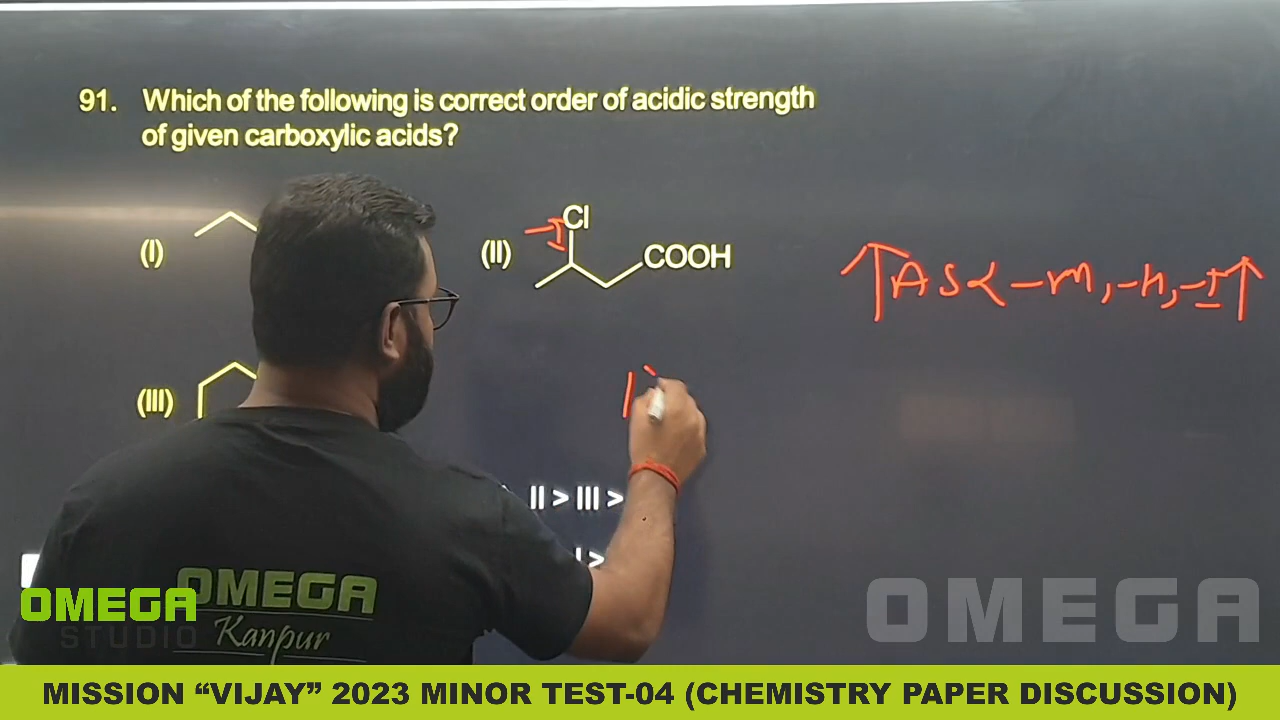 91. Which of the following is correct order of acidic strength
of given carboxylic acids?
(I)
(II)
Cl
COOH
-I
↑AS ∝ -m, -H, -I↑
(III)
II > III >
I >
OMEGA
Kanpur
OMEGA
STUDIO
OMEGA
MISSION “VIJAY” 2023 MINOR TEST-04 (CHEMISTRY PAPER DISCUSSION)